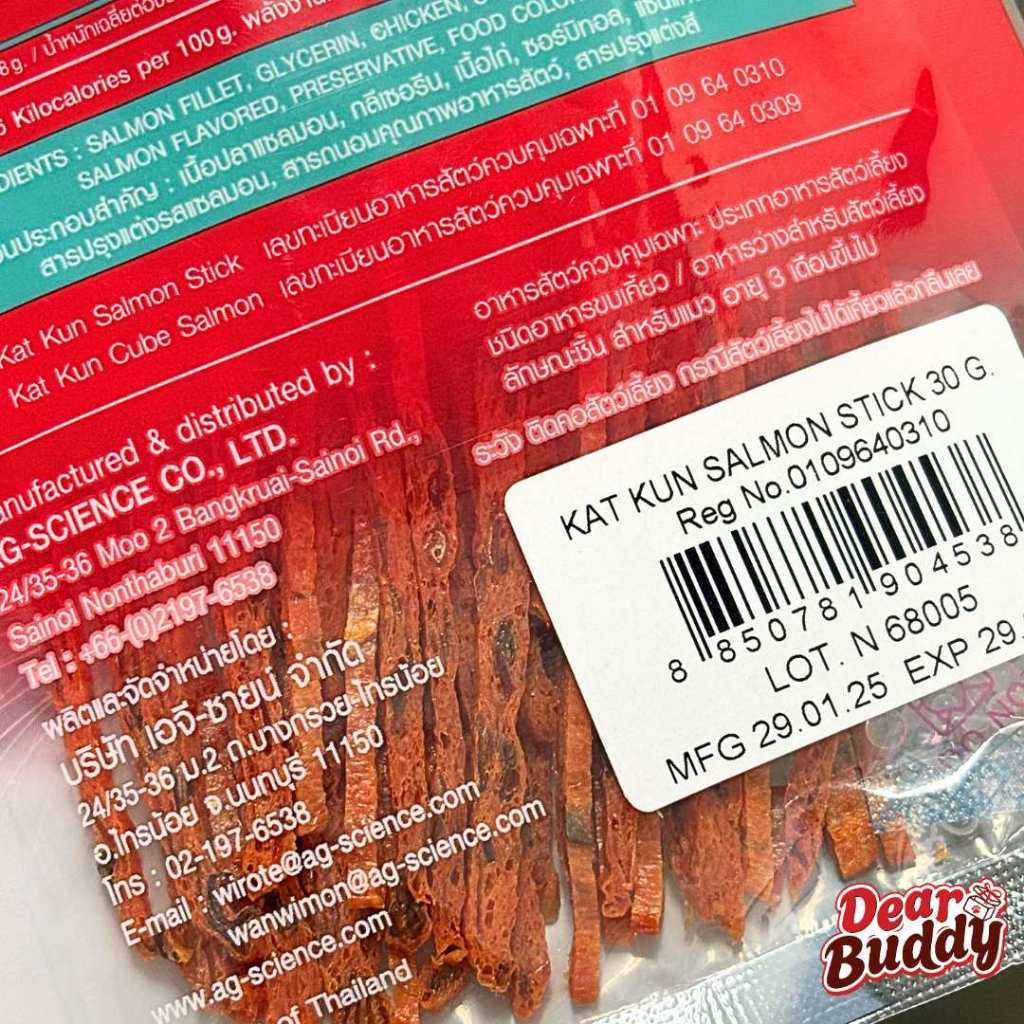 8g. / น้ำหนักเฉลี่ยต่อ
Kilocalories per 100g.
SALMON FILLET, GLYCERIN, CHICKEN,
SALMON FLAVORED, PRESERVATIVE, FOOD
เนื้อปลาแซลมอน, กลีเซอรีน, เนื้อไก่, ซอร์บิทอล,
สารปรุงแต่งรสแซลมอน, สารถนอมคุณภาพอาหารสัตว์, สารปรุงแต่งสี
Kat Kun Salmon Stick เลขทะเบียนอาหารสัตว์ควบคุมเฉพาะที่ 01 09 64 0310
Kat Kun Cube Salmon เลขทะเบียนอาหารสัตว์ควบคุมเฉพาะที่ 01 09 64 0309
อาหารสัตว์ควบคุมเฉพาะ ประเภทอาหารสัตว์เลี้ยง
ชนิดอาหารขบเคี้ยว / อาหารว่างสำหรับสัตว์เลี้ยง
ลักษณะชิ้น สำหรับแมว อายุ 3 เดือนขึ้นไป
ระวัง ติดคอสัตว์เลี้ยง กรณีสัตว์เลี้ยงไม่ได้เคี้ยวแล้วกลืนเลย
anufactured & distributed by :
G-SCIENCE CO., LTD.
24/35-36 Moo 2 Bangkruai-Sainoi Rd.,
Sainoi Nonthaburi 11150
Tel : +66-(0)2197-6538
ผลิตและจัดจำหน่ายโดย :
บริษัท เอจี-ซายน์ จำกัด
24/35-36 ม.2 ถ.บางกรวย-ไทรน้อย
อ.ไทรน้อย จ.นนทบุรี 11150
โทร : 02-197-6538
E-mail : wirote@ag-science.com
wanwimon@ag-science.com
www.ag-science.com
of Thailand
KAT KUN SALMON STICK 30 G.
Reg No.0109640310
8 850781 904538
LOT. N 68005
MFG 29.01.25 EXP 29.
Dear
Buddy